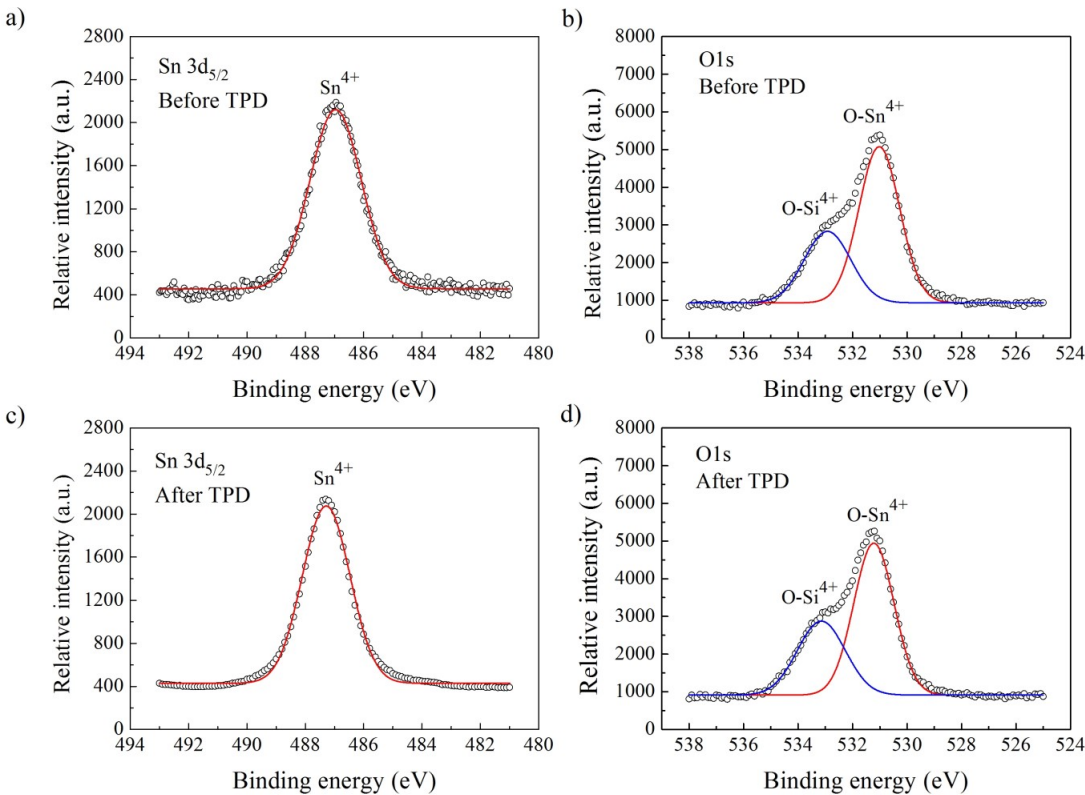 a)
Sn 3d5/2
Before TPD
Sn4+
Relative intensity (a.u.)
2800
2400
2000
1600
1200
800
400
0
494 492 490 488 486 484 482 480
Binding energy (eV)
b)
O1s
Before TPD
O-Sn4+
O-Si4+
Relative intensity (a.u.)
8000
7000
6000
5000
4000
3000
2000
1000
0
538 536 534 532 530 528 526 524
Binding energy (eV)
c)
Sn 3d5/2
After TPD
Sn4+
Relative intensity (a.u.)
2800
2400
2000
1600
1200
800
400
0
494 492 490 488 486 484 482 480
Binding energy (eV)
d)
O1s
After TPD
O-Sn4+
O-Si4+
Relative intensity (a.u.)
8000
7000
6000
5000
4000
3000
2000
1000
0
538 536 534 532 530 528 526 524
Binding energy (eV)